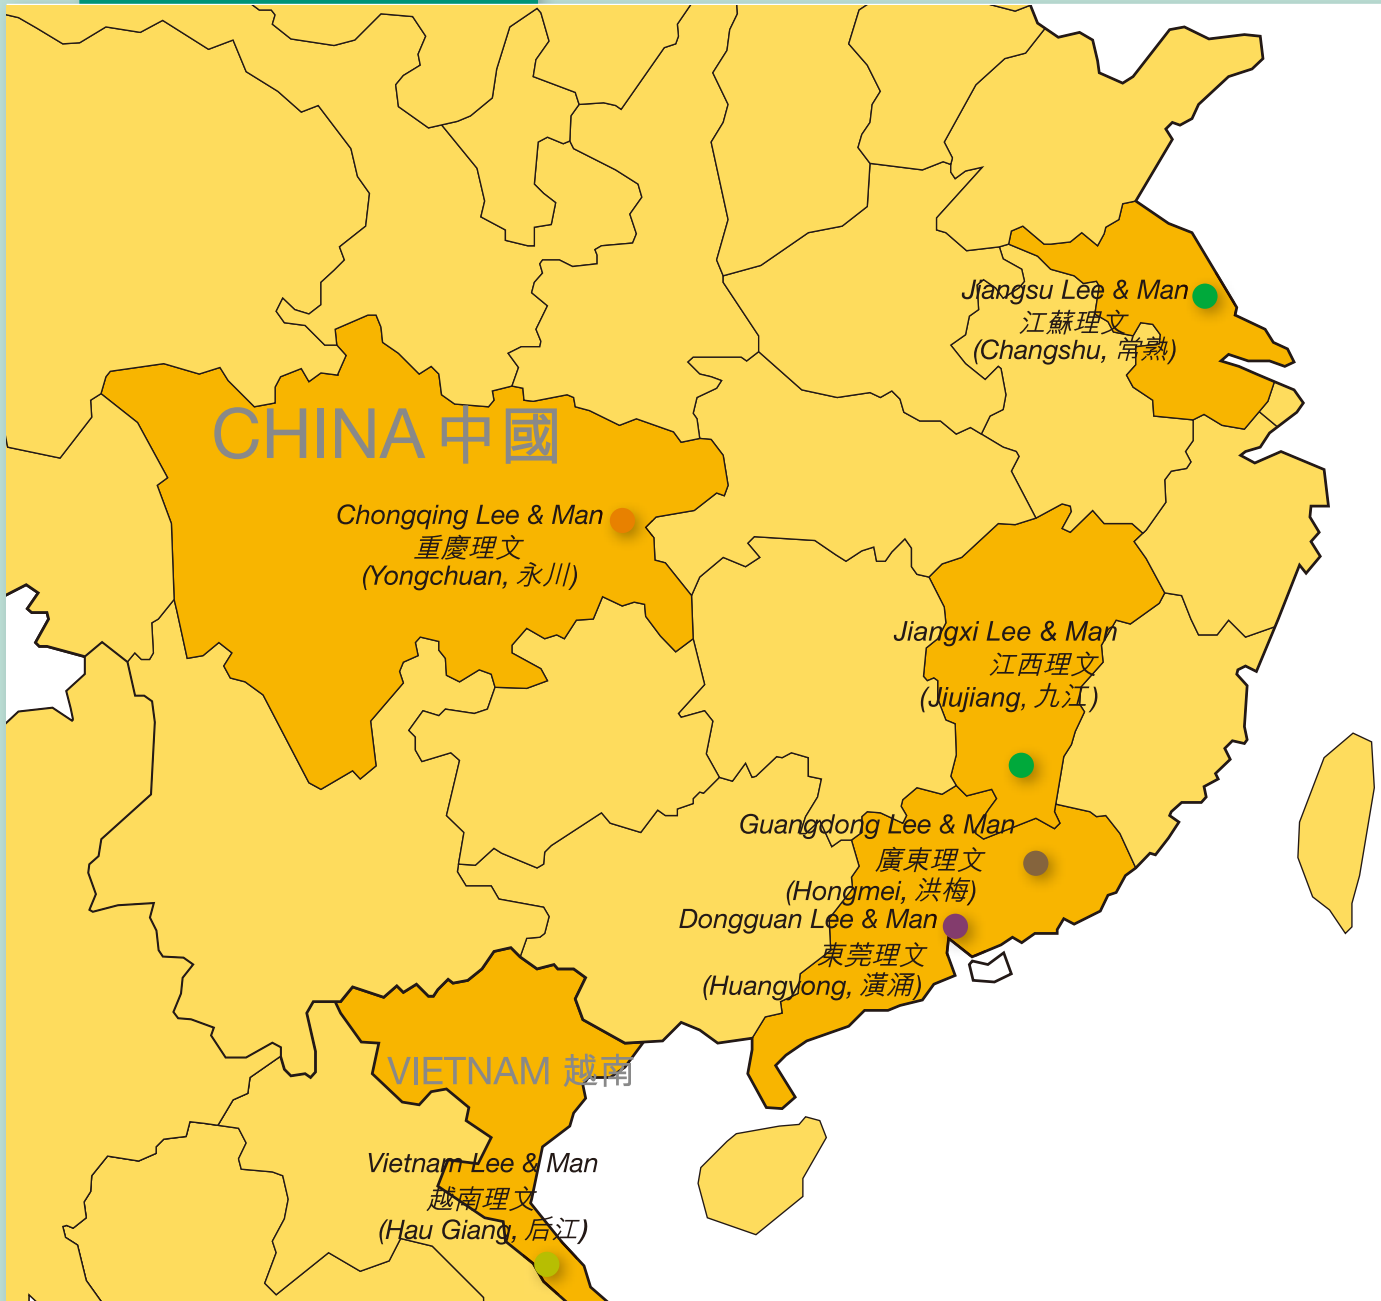 Jiangsu Lee & Man
江蘇理文
(Changshu, 常熟)
CHINA 中國
Chongqing Lee & Man
重慶理文
(Yongchuan, 永川)
Jiangxi Lee & Man
江西理文
(Jiujiang, 九江)
Guangdong Lee & Man
廣東理文
(Hongmei, 洪梅)
Dongguan Lee & Man
東莞理文
(Huangyong, 潢涌)
VIETNAM 越南
Vietnam Lee & Man
越南理文
(Hau Giang, 后江)